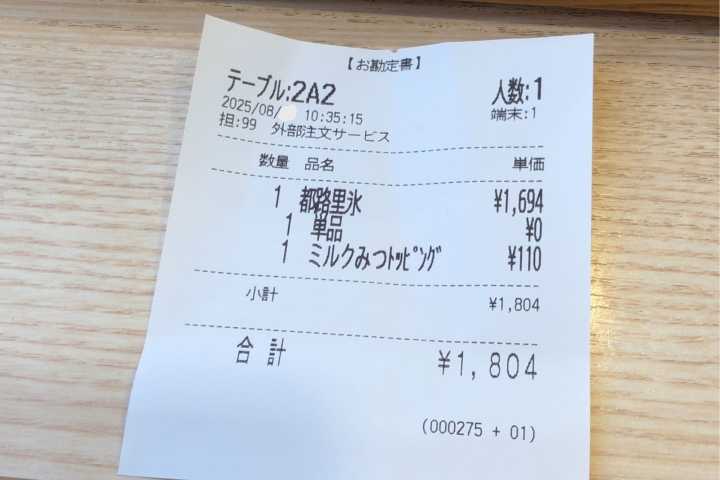 【お勘定書】
テーブル:2A2 人数:1
2025/08/ 10:35:15 端末:1
担:99 外部注文サービス
数量 品名 単価
1 都路里氷 ¥1,694
1 単品 ¥0
1 ミルクみつﾄｯﾋﾟﾝｸﾞ ¥110
小計 ¥1,804
合計 ¥1,804
(000275 + 01)